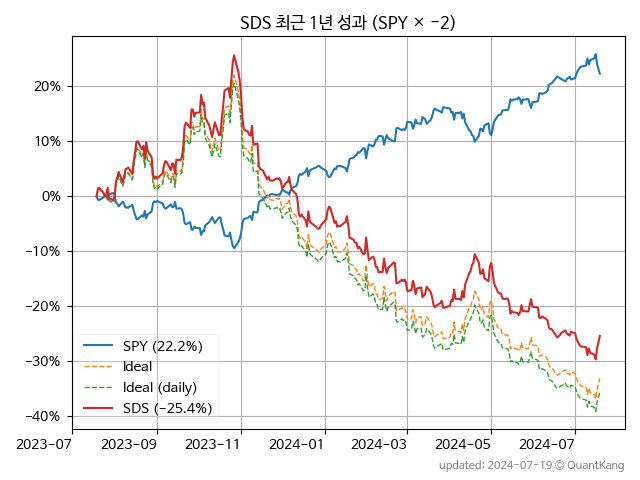 SDS 최근 1년 성과 (SPY × −2)
20%
10%
0%
−10%
−20%
−30%
−40%
SPY (22.2%)
Ideal
Ideal (daily)
SDS (−25.4%)
2023-07 2023-09 2023-11 2024-01 2024-03 2024-05 2024-07
updated: 2024-07-19 © QuantKang